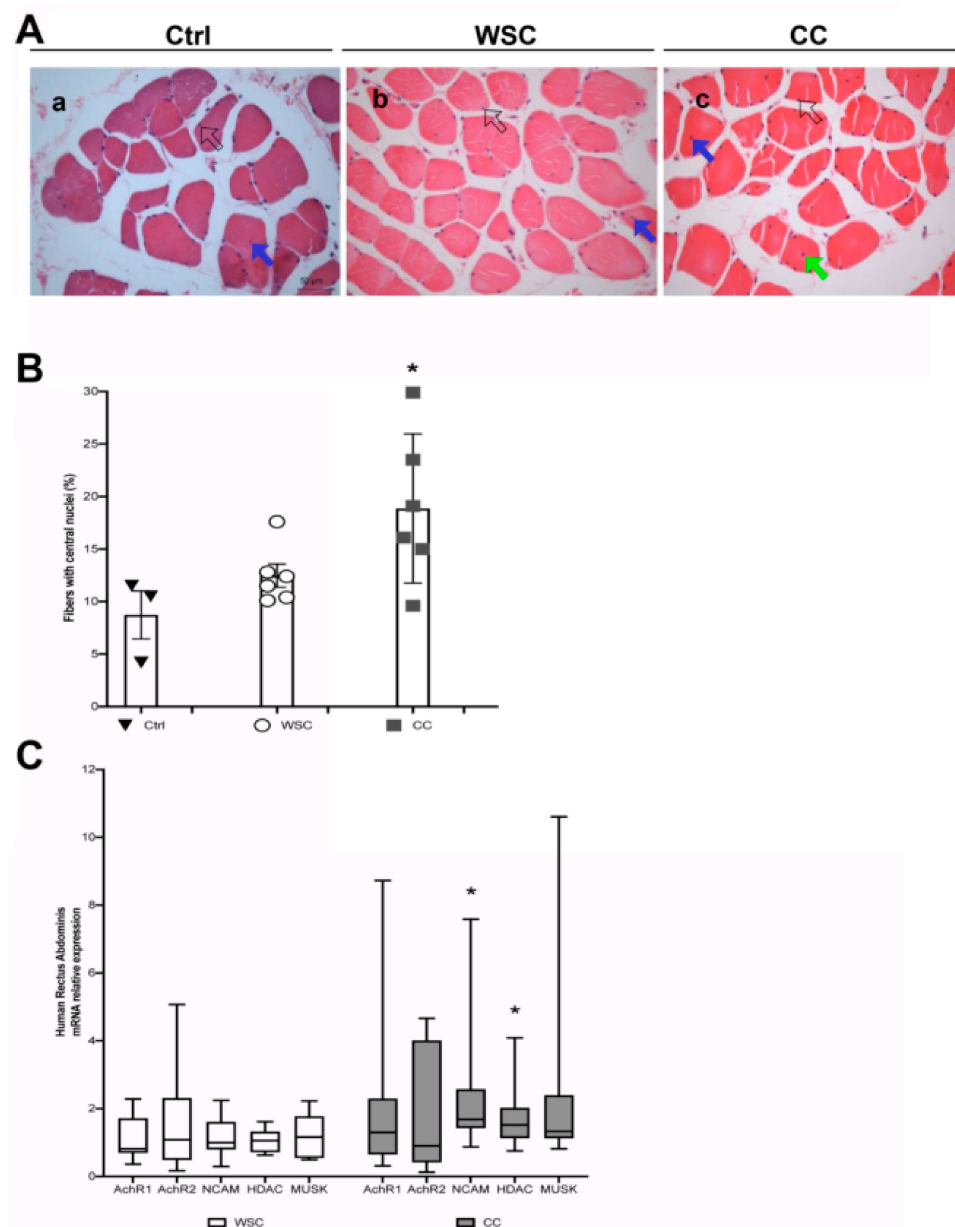 A
Ctrl WSC CC
a b c
50 µm
B
*
30
25
20
15
10
5
0
Fibers with central nuclei (%)
Ctrl WSC CC
C
12
10
8
6
4
2
0
Human Rectus Abdominis
mRNA relative expression
* *
AchR1 AchR2 NCAM HDAC MUSK AchR1 AchR2 NCAM HDAC MUSK
WSC CC